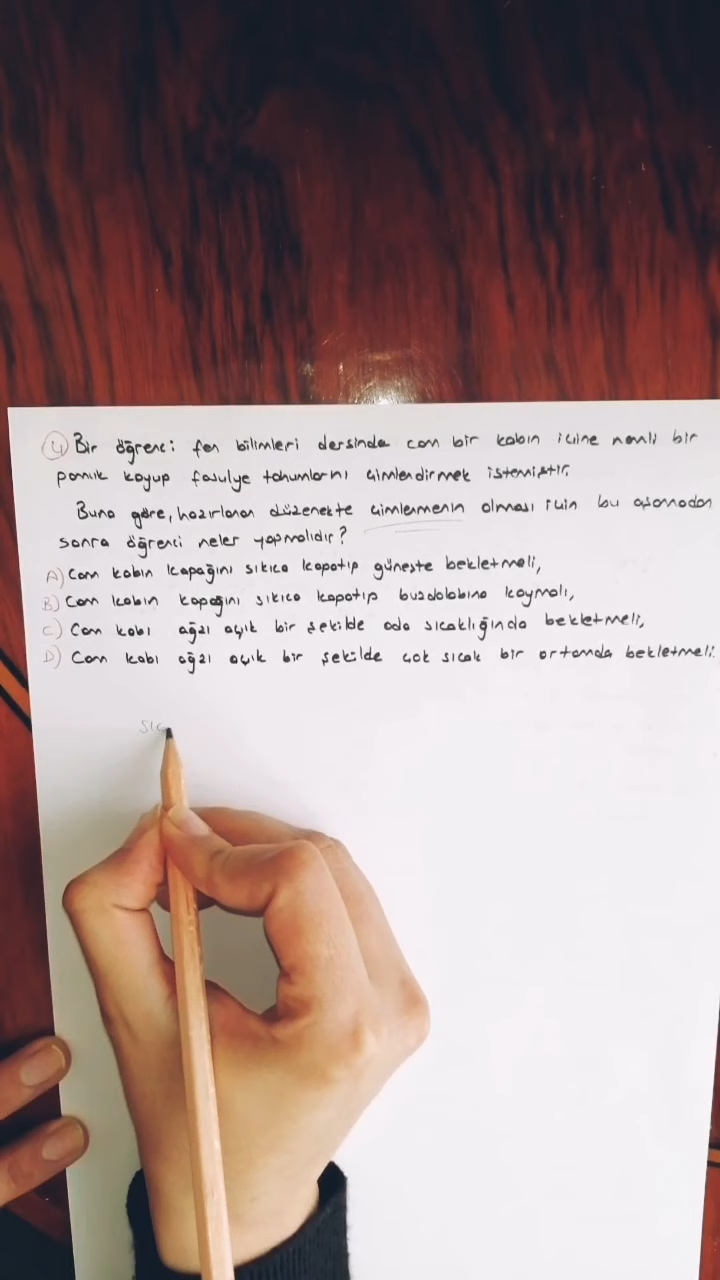 4 Bir öğrenci fen bilimleri dersinde cam bir kabın içine nemli bir
pamuk koyup fasulye tohumlarını çimlendirmek istemiştir.
Buna göre, hazırlanan düzenekte çimlenmenin olması için bu aşamadan
sonra öğrenci neler yapmalıdır?
A) Cam kabın kapağını sıkıca kapatıp güneşte bekletmeli,
B) Cam kabın kapağını sıkıca kapatıp buzdolabına koymalı,
C) Cam kabı ağzı açık bir şekilde oda sıcaklığında bekletmeli,
D) Cam kabı ağzı açık bir şekilde çok sıcak bir ortamda bekletmeli.
sıc